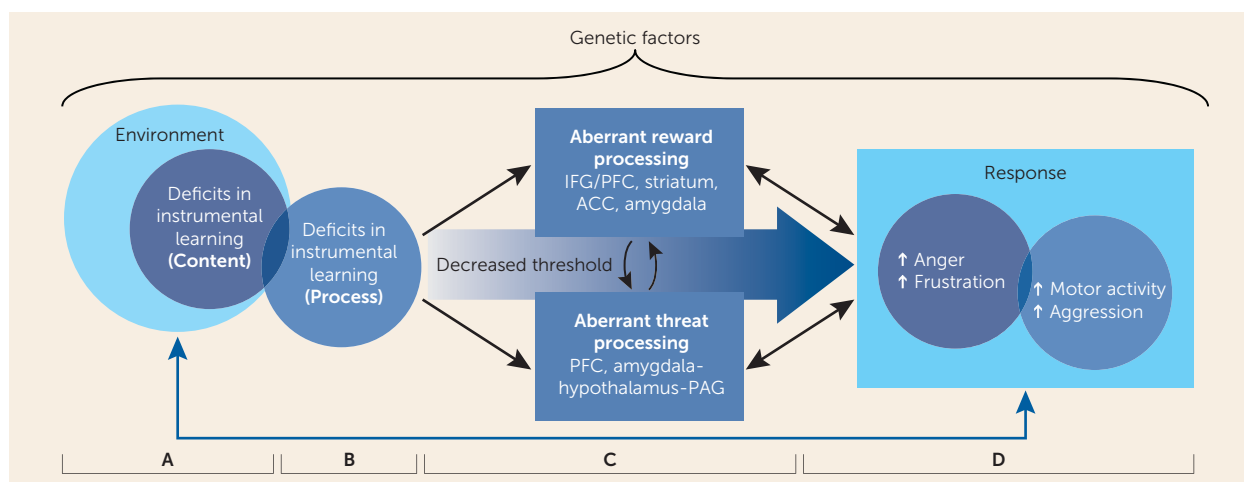 Genetic factors
Environment
Deficits in
instrumental
learning
(Content)
Deficits in
instrumental
learning
(Process)
Aberrant reward
processing
IFG/PFC, striatum,
ACC, amygdala
Decreased threshold
Aberrant threat
processing
PFC, amygdala-
hypothalamus-PAG
Response
↑ Anger
↑ Frustration
↑ Motor activity
↑ Aggression
A
B
C
D